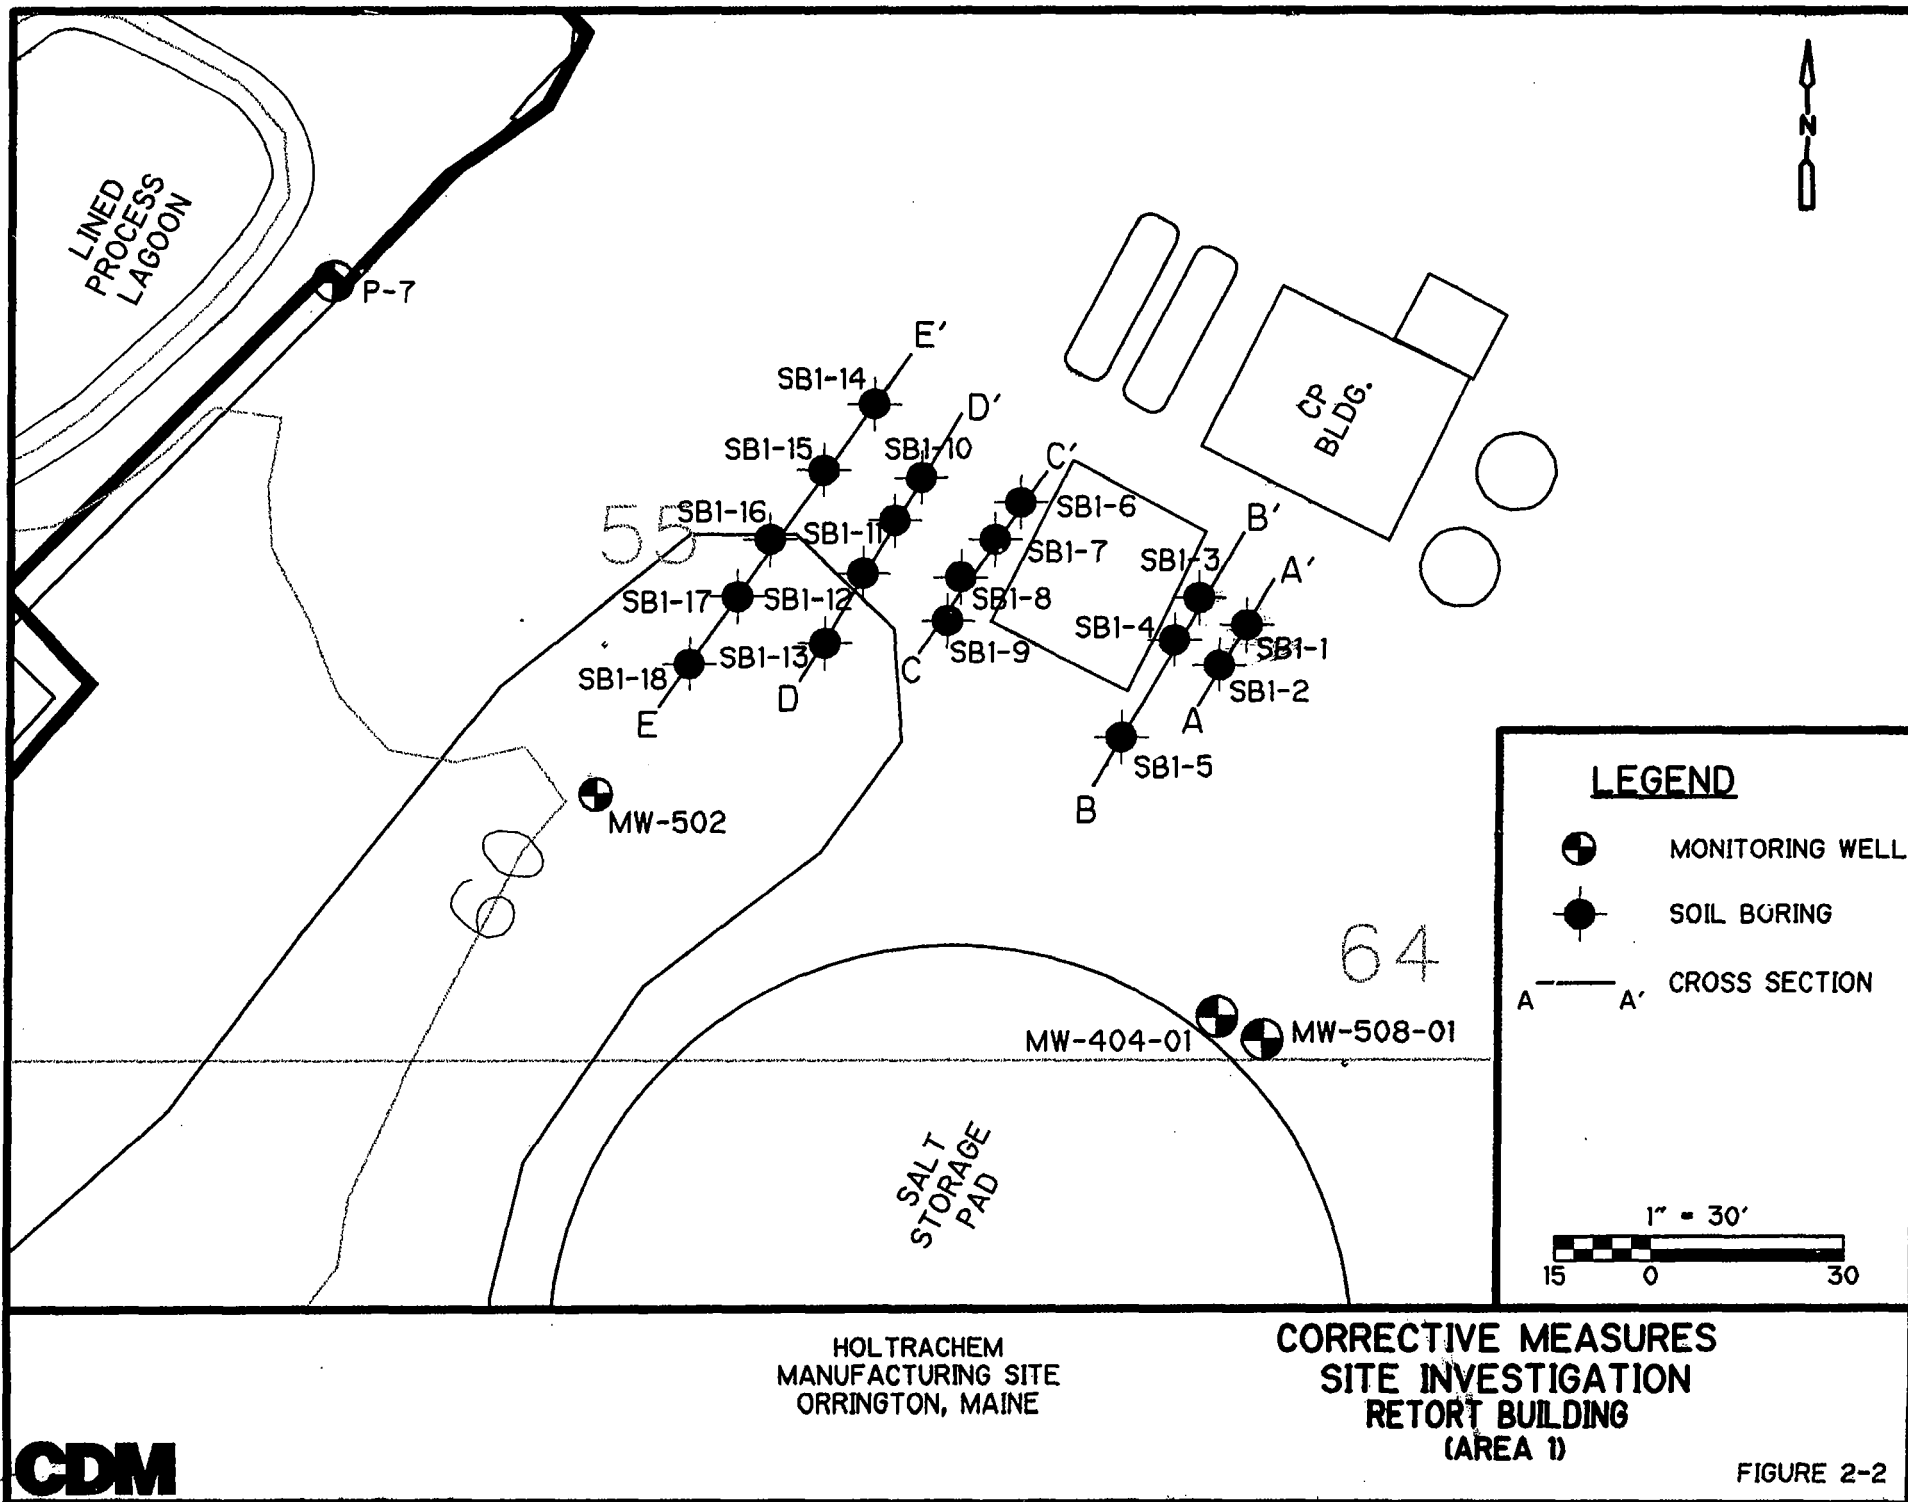 LINED
PROCESS
LAGOON
N
P-7
E'
SB1-14
D'
SB1-15
SB1-10
C'
CP
BLDG.
55
SB1-16
SB1-11
SB1-6
B'
SB1-7
SB1-3
A'
SB1-17
SB1-12
SB1-8
SB1-4
SB1-1
SB1-18
SB1-13
SB1-9
SB1-2
E
D
C
A
SB1-5
B
MW-502
60
64
MW-404-01
MW-508-01
SALT
STORAGE
PAD
LEGEND
MONITORING WELL
SOIL BORING
A A' CROSS SECTION
1" = 30'
15 0 30
HOLTRACHEM
MANUFACTURING SITE
ORRINGTON, MAINE
CORRECTIVE MEASURES
SITE INVESTIGATION
RETORT BUILDING
(AREA 1)
CDM
FIGURE 2-2